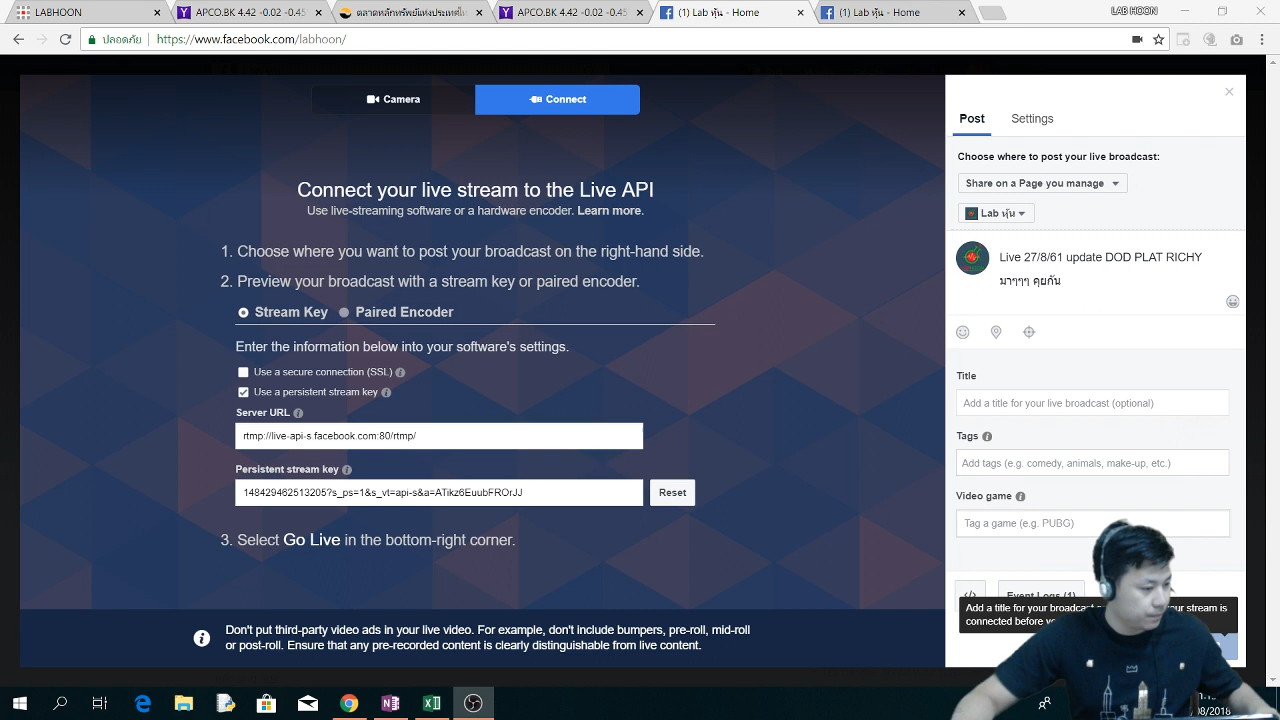 LABHOON
APCO.BK 4.42 -0.02 -0.45
ตลาดหลักทรัพย์แห่งประเทศไ
APCO.BK 4.42 -0.02 -0.45
(1) Lab หุ้น - Home
(1) Lab หุ้น - Home
LAB HOON
ปลอดภัย
https://www.facebook.com/labhoon/
Camera
Connect
Connect your live stream to the Live API
Use live-streaming software or a hardware encoder. Learn more.
1. Choose where you want to post your broadcast on the right-hand side.
2. Preview your broadcast with a stream key or paired encoder.
Stream Key
Paired Encoder
Enter the information below into your software's settings.
Use a secure connection (SSL)
Use a persistent stream key
Server URL
rtmp://live-api-s.facebook.com:80/rtmp/
Persistent stream key
148429462513205?s_ps=1&s_vt=api-s&a=ATikz6EuubFROrJJ
Reset
3. Select Go Live in the bottom-right corner.
Don't put third-party video ads in your live video. For example, don't include bumpers, pre-roll, mid-roll
or post-roll. Ensure that any pre-recorded content is clearly distinguishable from live content.
Post
Settings
Choose where to post your live broadcast:
Share on a Page you manage
Lab หุ้น
Live 27/8/61 update DOD PLAT RICHY
มาๆๆๆ คุยกัน
Title
Add a title for your live broadcast (optional)
Tags
Add tags (e.g. comedy, animals, make-up, etc.)
Video game
Tag a game (e.g. PUBG)
Event Logs (1)
Add a title for your broadcast
our stream is
connected before
08/2018